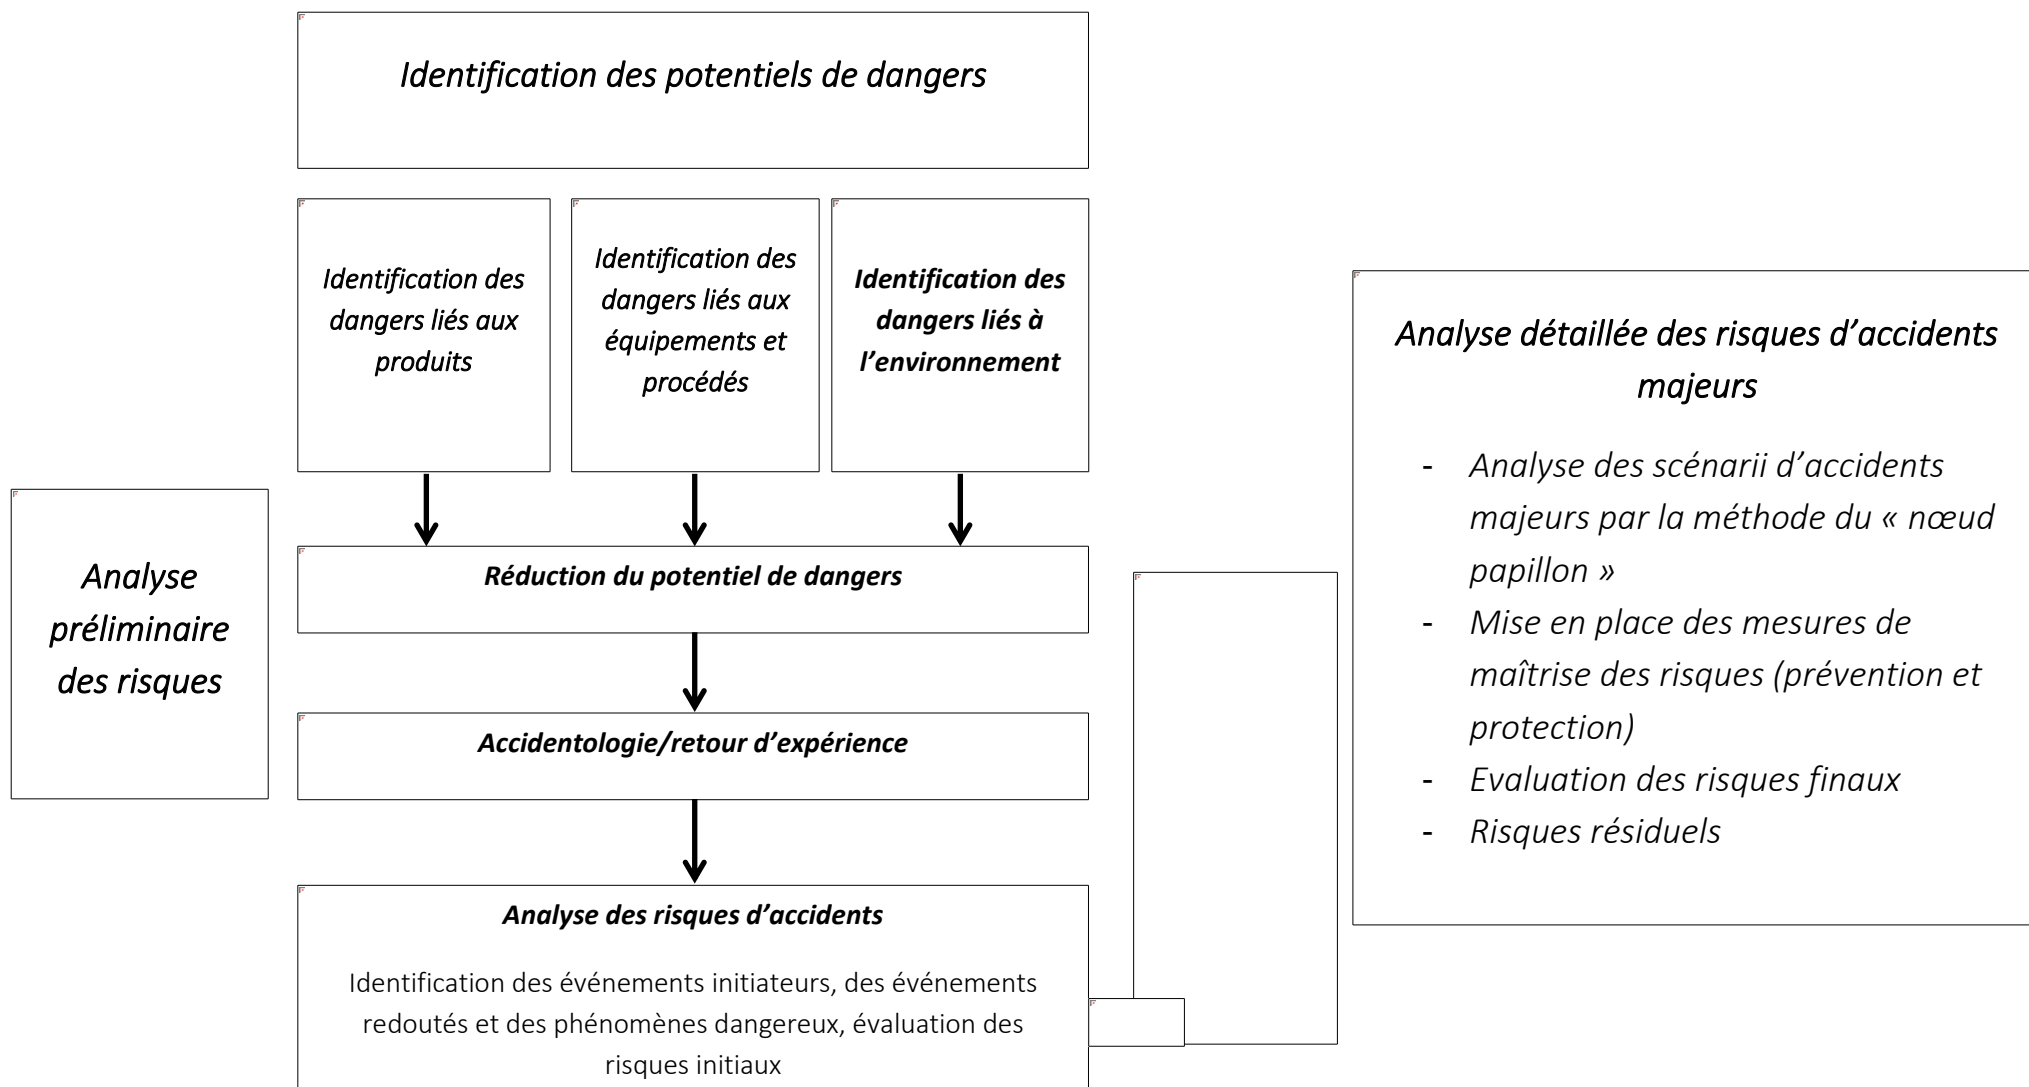 Identification des potentiels de dangers
Identification des
dangers liés aux
produits
Identification des
dangers liés aux
équipements et
procédés
Identification des
dangers liés à
l’environnement
Analyse
préliminaire
des risques
Réduction du potentiel de dangers
Accidentologie/retour d’expérience
Analyse des risques d’accidents
Identification des événements initiateurs, des événements
redoutés et des phénomènes dangereux, évaluation des
risques initiaux
Analyse détaillée des risques d’accidents
majeurs
- Analyse des scénarii d’accidents
majeurs par la méthode du « nœud
papillon »
- Mise en place des mesures de
maîtrise des risques (prévention et
protection)
- Evaluation des risques finaux
- Risques résiduels